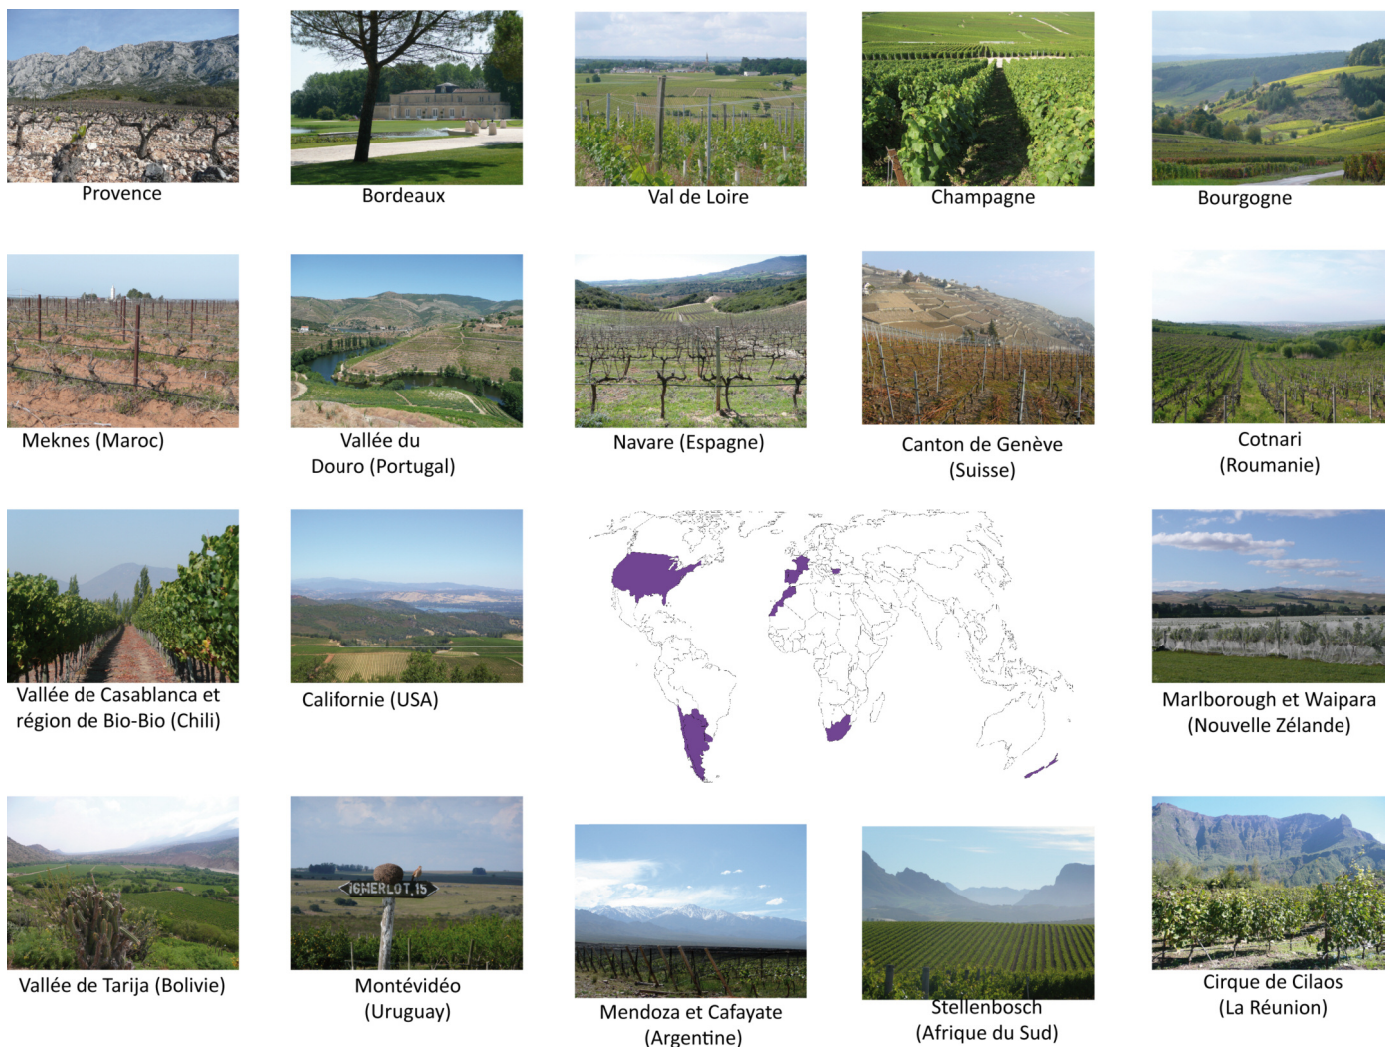 Provence
Bordeaux
Val de Loire
Champagne
Bourgogne
Meknes (Maroc)
Vallée du
Douro (Portugal)
Navare (Espagne)
Canton de Genève
(Suisse)
Cotnari
(Roumanie)
Vallée de Casablanca et
région de Bio-Bio (Chili)
Californie (USA)
Marlborough et Waipara
(Nouvelle Zélande)
Vallée de Tarija (Bolivie)
16MERLOT.15
Montévidéo
(Uruguay)
Mendoza et Cafayate
(Argentine)
Stellenbosch
(Afrique du Sud)
Cirque de Cilaos
(La Réunion)